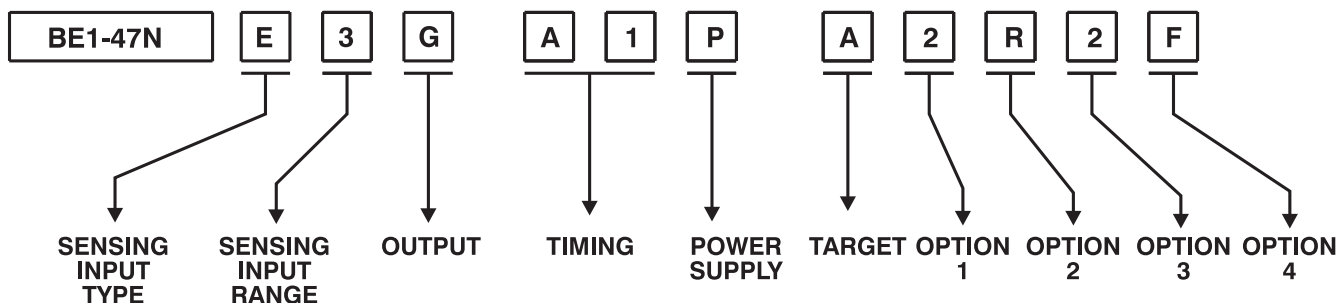 BE1-47N E 3 G A 1 P A 2 R 2 F
SENSING INPUT TYPE
SENSING INPUT RANGE
OUTPUT
TIMING
POWER SUPPLY
TARGET
OPTION 1
OPTION 2
OPTION 3
OPTION 4